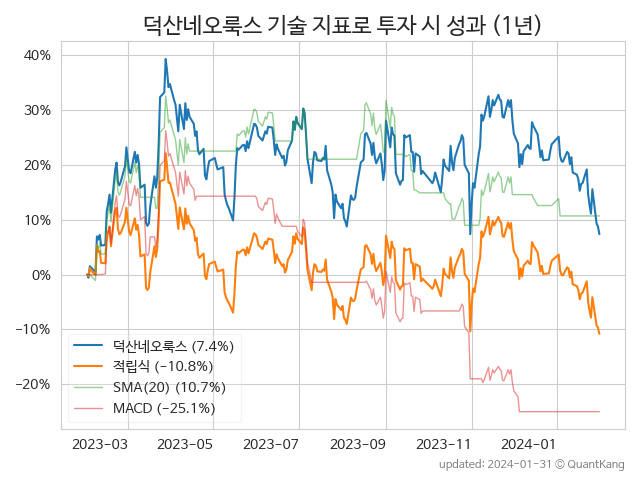 덕산네오룩스 기술 지표로 투자 시 성과 (1년)
40%
30%
20%
10%
0%
−10%
−20%
덕산네오룩스 (7.4%)
적립식 (−10.8%)
SMA(20) (10.7%)
MACD (−25.1%)
2023-03 2023-05 2023-07 2023-09 2023-11 2024-01
updated: 2024-01-31 © QuantKang